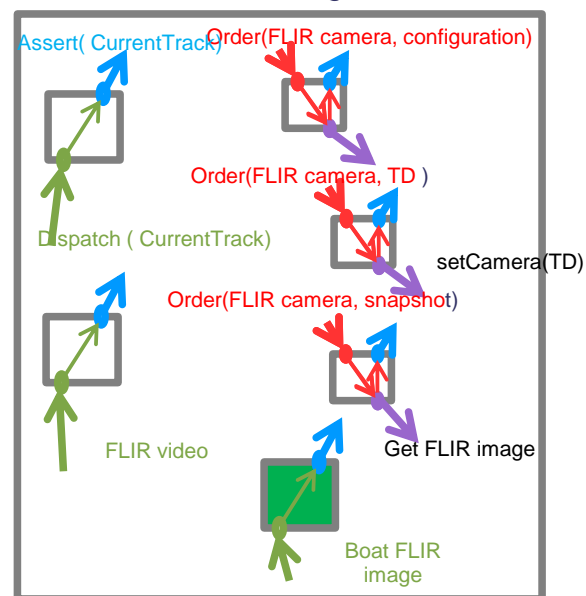 Assert( CurrentTrack)
Order(FLIR camera, configuration)
Order(FLIR camera, TD )
Dispatch ( CurrentTrack)
setCamera(TD)
Order(FLIR camera, snapshot)
FLIR video
Get FLIR image
Boat FLIR
image